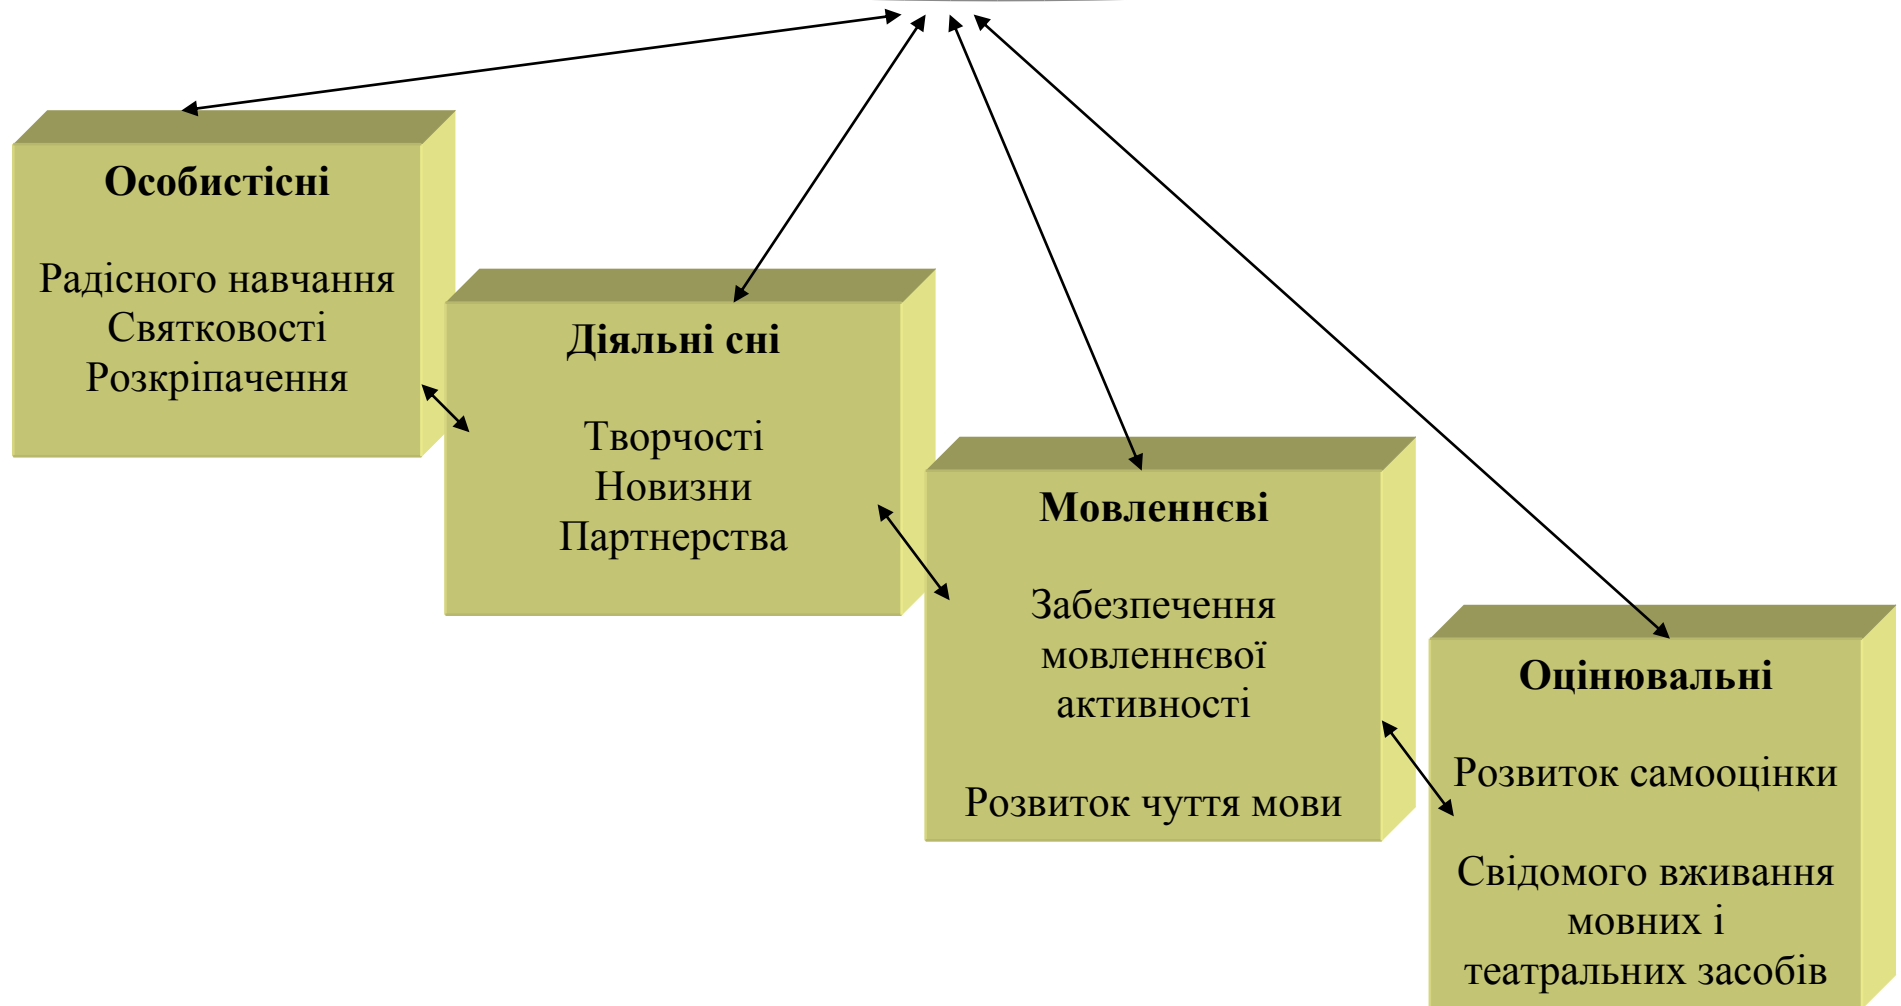 Особистісні
Радісного навчання
Святковості
Розкріпачення
Діяльні сні
Творчості
Новизни
Партнерства
Мовленнєві
Забезпечення
мовленнєвої
активності
Розвиток чуття мови
Оцінювальні
Розвиток самооцінки
Свідомого вживання
мовних і
театральних засобів